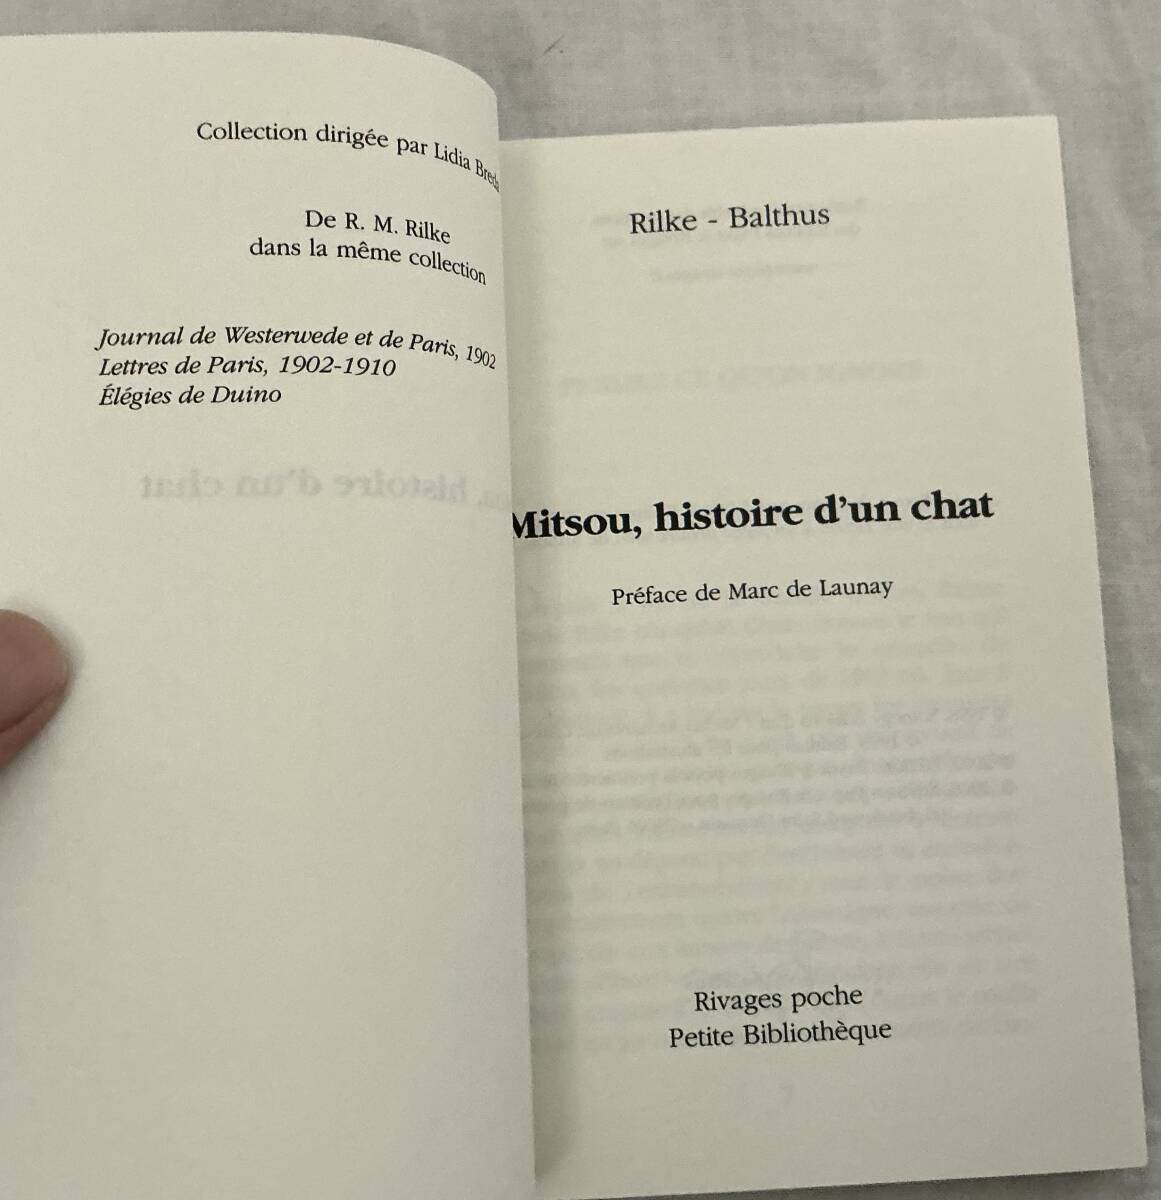 Collection dirigée par Lidia Breda
De R. M. Rilke
dans la même collection
Journal de Westerwede et de Paris, 1902
Lettres de Paris, 1902-1910
Élégies de Duino
Rilke - Balthus
Mitsou, histoire d'un chat
Préface de Marc de Launay
Rivages poche
Petite Bibliothèque